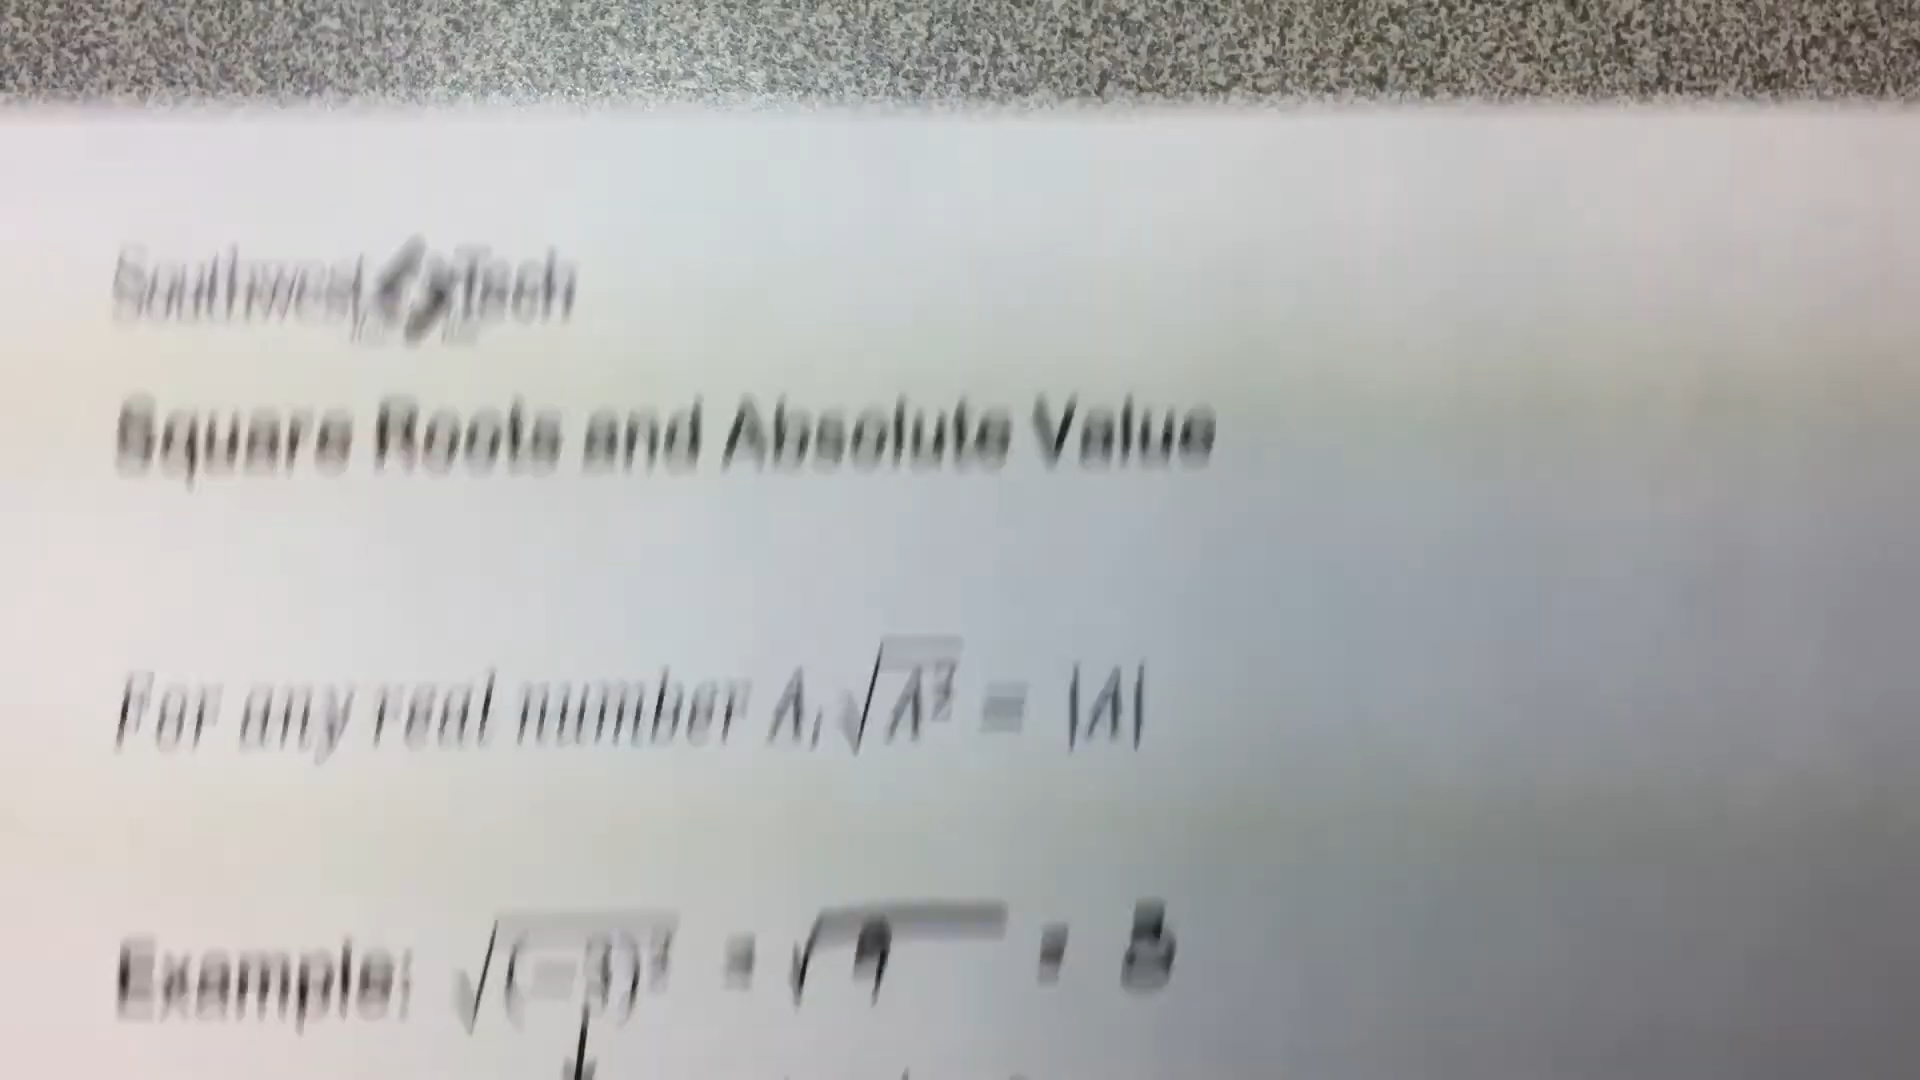 Southwest Tech
Square Roots and Absolute Value
For any real number A, √A² = |A|
Example: √(-3)² = √9 = 3